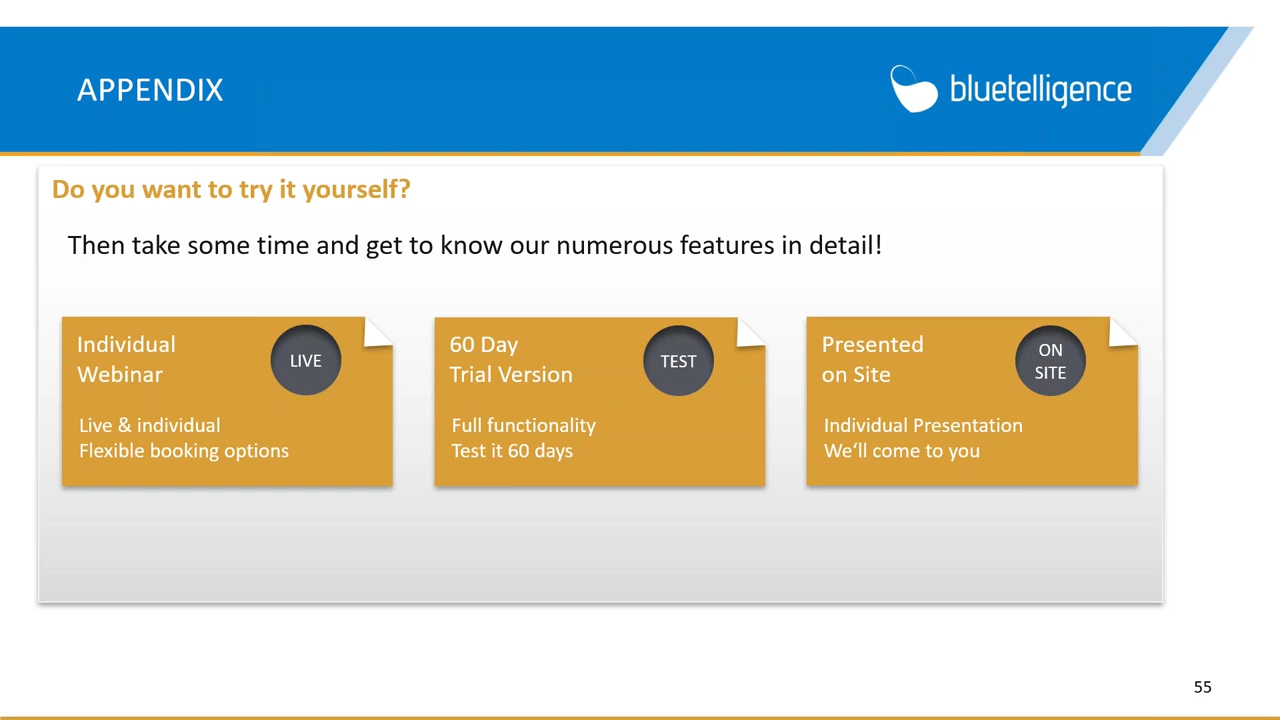 APPENDIX
bluetelligence
Do you want to try it yourself?
Then take some time and get to know our numerous features in detail!
Individual
Webinar
LIVE
Live & individual
Flexible booking options
60 Day
Trial Version
TEST
Full functionality
Test it 60 days
Presented
on Site
ON
SITE
Individual Presentation
We‘ll come to you
55